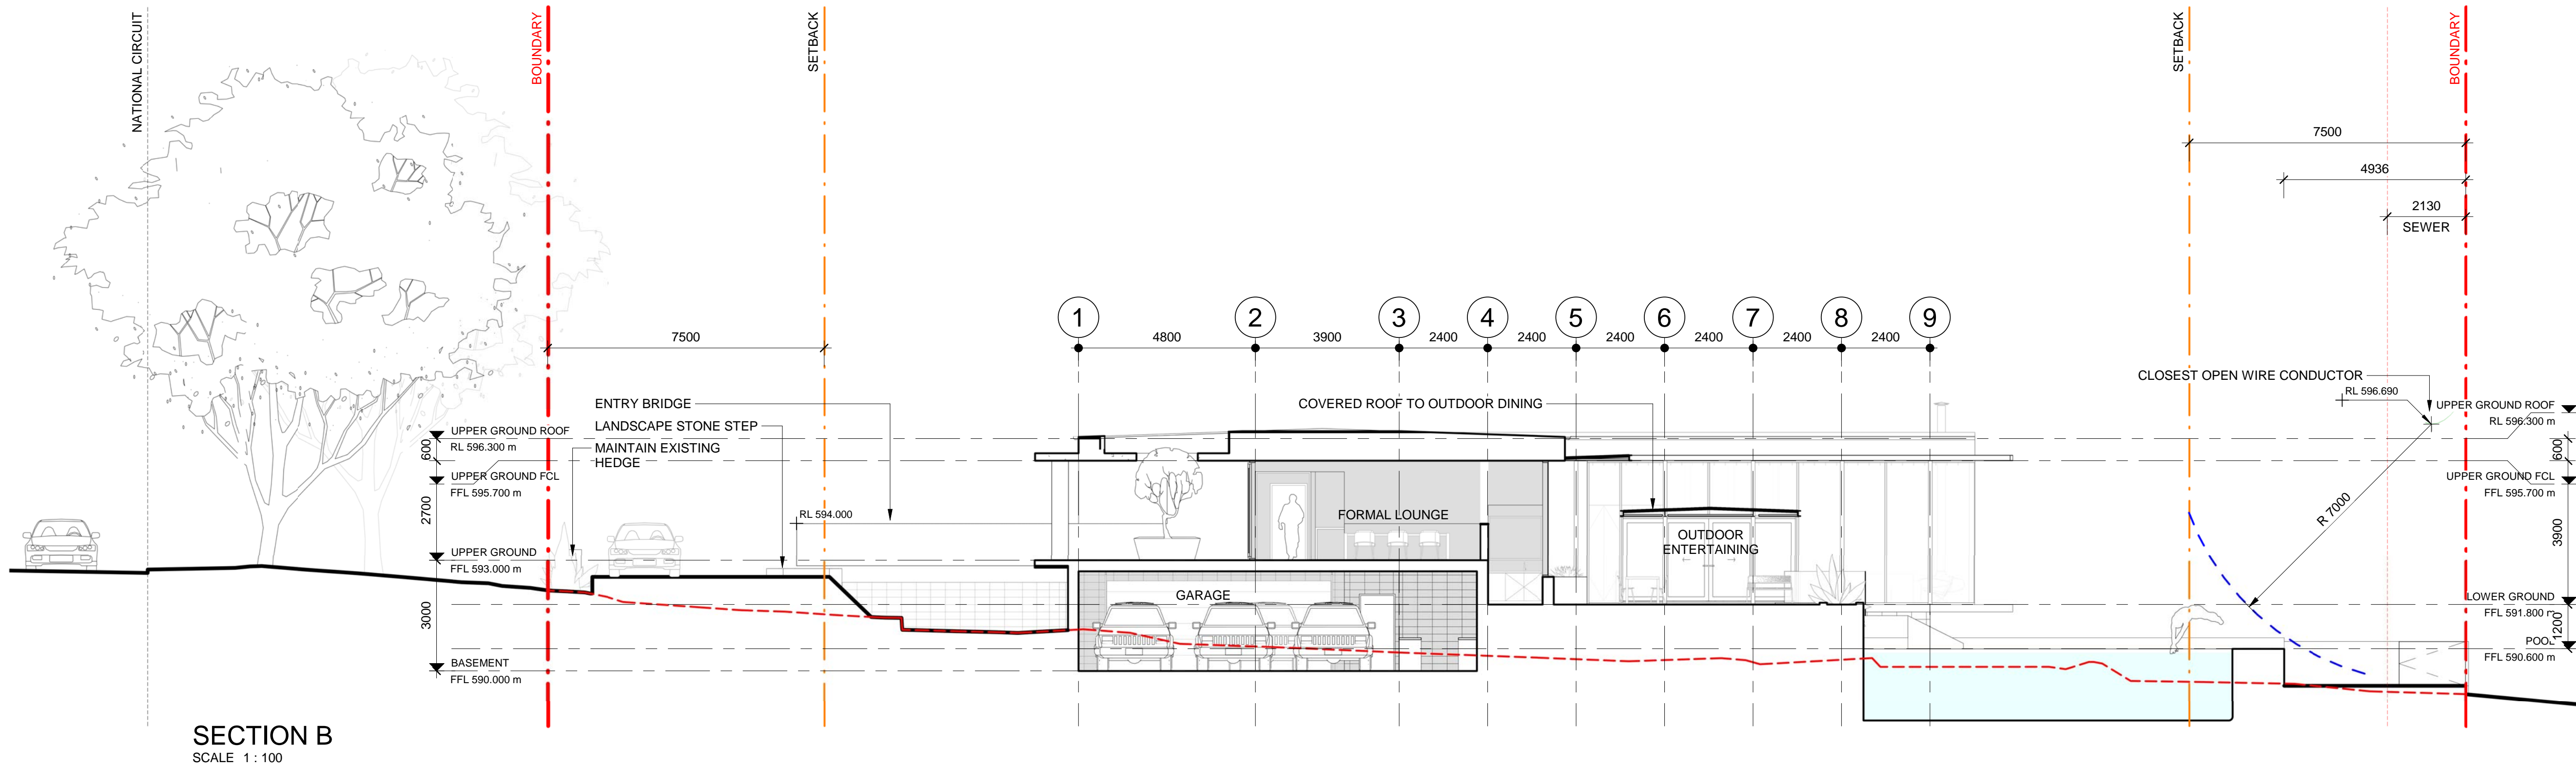 NATIONAL CIRCUIT
BOUNDARY
SETBACK
SETBACK
BOUNDARY
7500
4936
2130
SEWER
1
2
3
4
5
6
7
8
9
7500
4800
3900
2400
2400
2400
2400
2400
2400
ENTRY BRIDGE
LANDSCAPE STONE STEP
MAINTAIN EXISTING
HEDGE
COVERED ROOF TO OUTDOOR DINING
CLOSEST OPEN WIRE CONDUCTOR
RL 596.690
UPPER GROUND ROOF
RL 596.300 m
600
UPPER GROUND FCL
FFL 595.700 m
2700
UPPER GROUND
FFL 593.000 m
3000
BASEMENT
FFL 590.000 m
RL 594.000
FORMAL LOUNGE
OUTDOOR
ENTERTAINING
GARAGE
R 7000
UPPER GROUND ROOF
RL 596.300 m
600
UPPER GROUND FCL
FFL 595.700 m
3900
LOWER GROUND
FFL 591.800 m
1200
POOL
FFL 590.600 m
SECTION B
SCALE 1 : 100